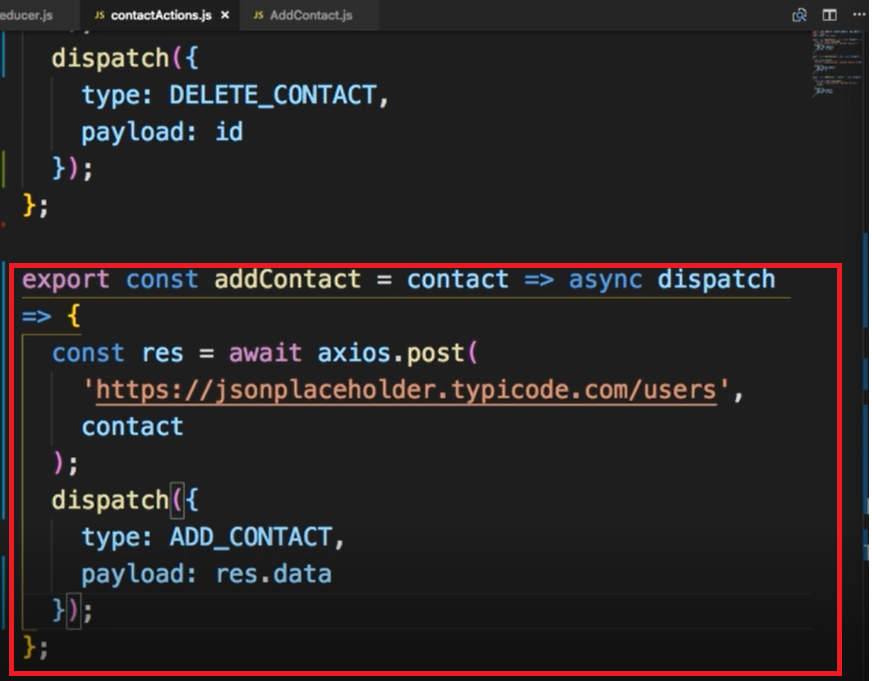 educer.js JS contactActions.js × JS AddContact.js
dispatch({
type: DELETE_CONTACT,
payload: id
});
};
export const addContact = contact => async dispatch
=> {
const res = await axios.post(
'https://jsonplaceholder.typicode.com/users',
contact
);
dispatch({
type: ADD_CONTACT,
payload: res.data
});
};